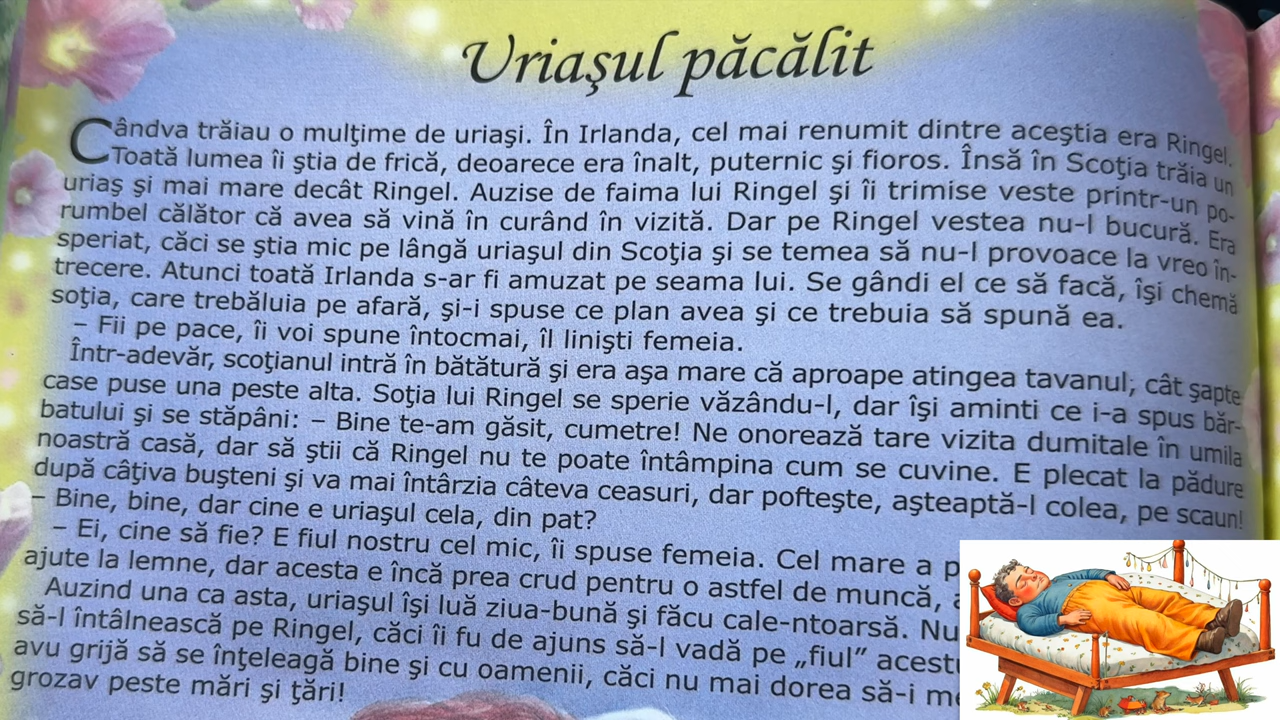 Uriaşul păcălit
Cândva trăiau o mulţime de uriaşi. În Irlanda, cel mai renumit dintre aceştia era Ringel.
Toată lumea îi ştia de frică, deoarece era înalt, puternic şi fioros. Însă în Scoţia trăia un
uriaş şi mai mare decât Ringel. Auzise de faima lui Ringel şi îi trimise veste printr-un po-
rumbel călător că avea să vină în curând în vizită. Dar pe Ringel vestea nu-l bucură. Era
speriat, căci se ştia mic pe lângă uriaşul din Scoţia şi se temea să nu-l provoace la vreo în-
trecere. Atunci toată Irlanda s-ar fi amuzat pe seama lui. Se gândi el ce să facă, îşi chemă
soţia, care trebăluia pe afară, şi-i spuse ce plan avea şi ce trebuia să spună ea.
– Fii pe pace, îi voi spune întocmai, îl linişti femeia.
Într-adevăr, scoţianul intră în bătătură şi era aşa mare că aproape atingea tavanul, cât şapte
case puse una peste alta. Soţia lui Ringel se sperie văzându-l, dar îşi aminti ce i-a spus băr-
batului şi se stăpâni: – Bine te-am găsit, cumetre! Ne onorează tare vizita dumitale în umila
noastră casă, dar să ştii că Ringel nu te poate întâmpina cum se cuvine. E plecat la pădure
după câţiva buşteni şi va mai întârzia câteva ceasuri, dar pofteşte, aşteaptă-l colea, pe scaun!
– Bine, bine, dar cine e uriaşul cela, din pat?
– Ei, cine să fie? E fiul nostru cel mic, îi spuse femeia. Cel mare a p
ajute la lemne, dar acesta e încă prea crud pentru o astfel de muncă,
Auzind una ca asta, uriaşul îşi luă ziua-bună şi făcu cale-ntoarsă. Nu
să-l întâlnească pe Ringel, căci îi fu de ajuns să-l vadă pe „fiul” acestu
avu grijă să se înţeleagă bine şi cu oamenii, căci nu mai dorea să-i me
grozav peste mări şi ţări!